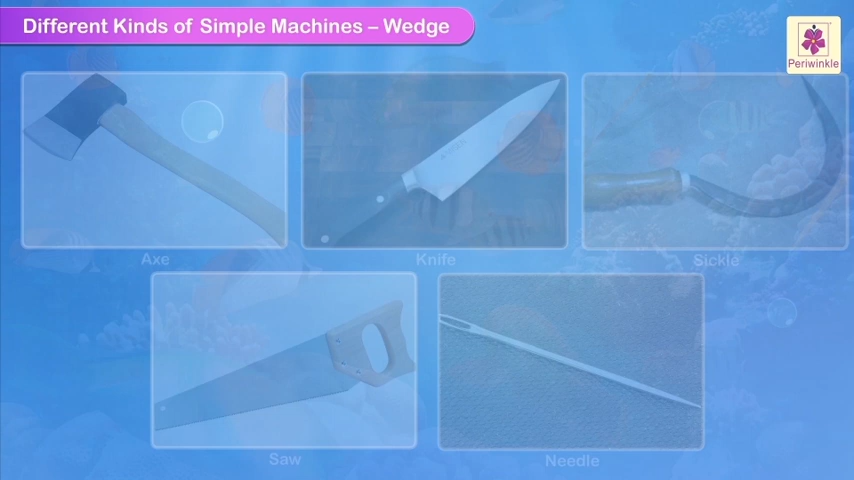 Different Kinds of Simple Machines – Wedge
Periwinkle
Axe
Knife
Sickle
Saw
Needle